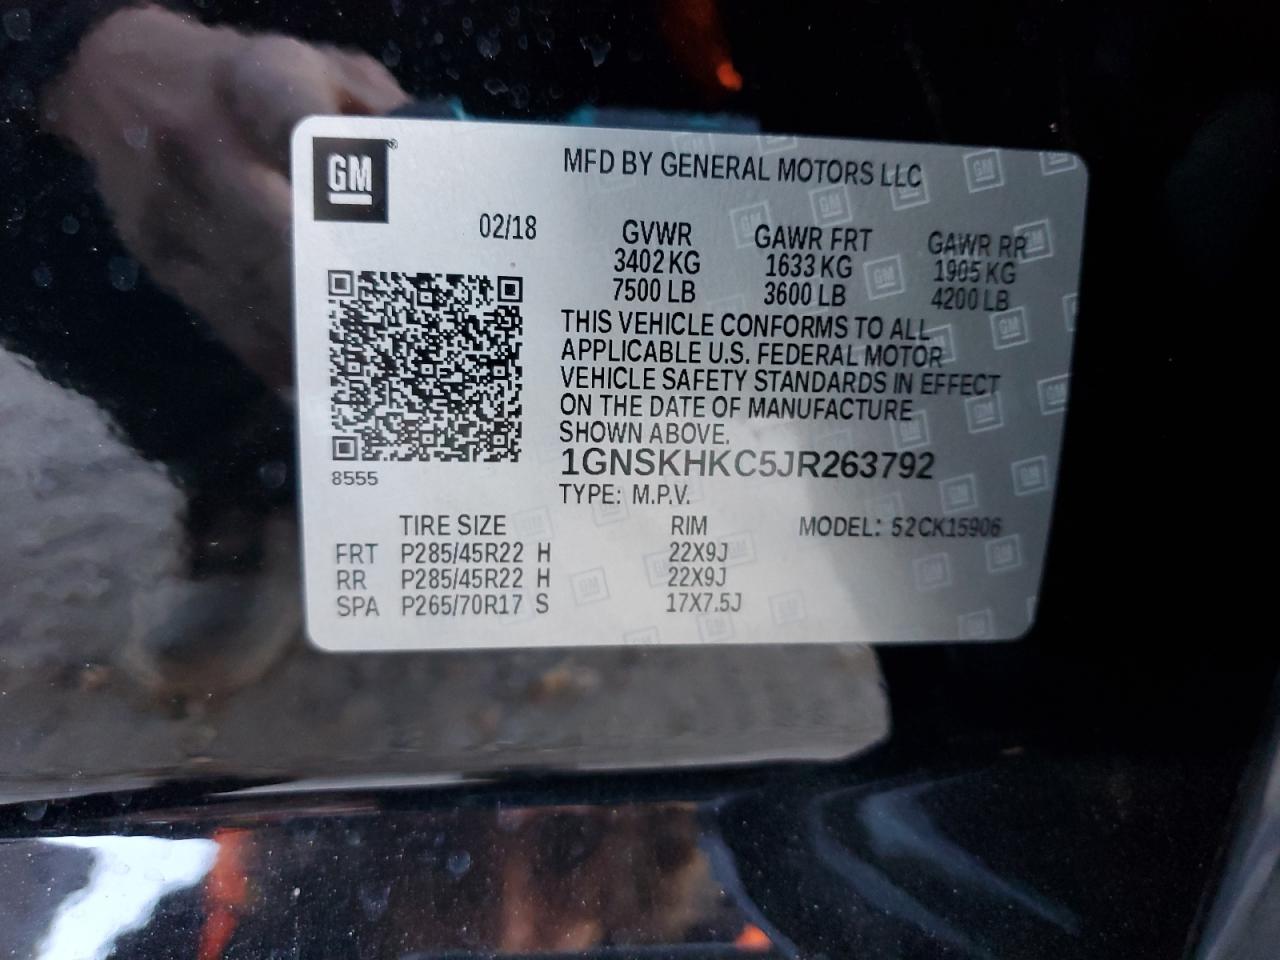 GM®
MFD BY GENERAL MOTORS LLC
02/18
GVWR GAWR FRT GAWR RR
3402 KG 1633 KG 1905 KG
7500 LB 3600 LB 4200 LB
THIS VEHICLE CONFORMS TO ALL
APPLICABLE U.S. FEDERAL MOTOR
VEHICLE SAFETY STANDARDS IN EFFECT
ON THE DATE OF MANUFACTURE
SHOWN ABOVE.
8555
1GNSKHKC5JR263792
TYPE: M.P.V.
TIRE SIZE RIM MODEL: 52CK15906
FRT P285/45R22 H 22X9J
RR P285/45R22 H 22X9J
SPA P265/70R17 S 17X7.5J